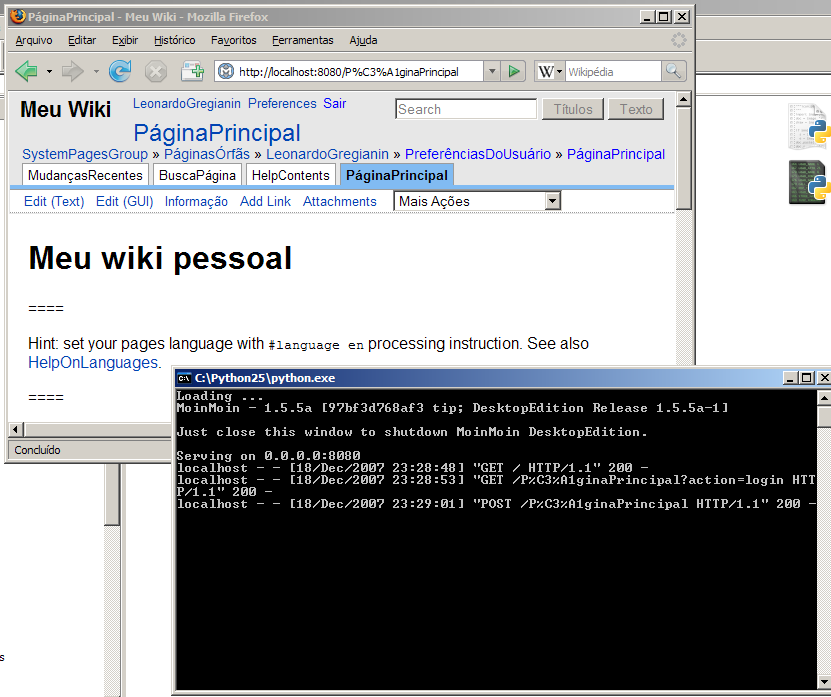 PáginaPrincipal - Meu Wiki - Mozilla Firefox
Arquivo Editar Exibir Histórico Favoritos Ferramentas Ajuda
http://localhost:8080/P%C3%A1ginaPrincipal W Wikipédia
Meu Wiki LeonardoGregianin Preferences Sair Search Títulos Texto
PáginaPrincipal
SystemPagesGroup » PáginasÓrfãs » LeonardoGregianin » PreferênciasDoUsuário » PáginaPrincipal
MudançasRecentes BuscaPágina HelpContents PáginaPrincipal
Edit (Text) Edit (GUI) Informação Add Link Attachments Mais Ações
Meu wiki pessoal
====
Hint: set your pages language with #language en processing instruction. See also
HelpOnLanguages.
====
Concluído
C:\Python25\python.exe
Loading ...
MoinMoin - 1.5.5a [97bf3d768af3 tip; DesktopEdition Release 1.5.5a-1]
Just close this window to shutdown MoinMoin DesktopEdition.
Serving on 0.0.0.0:8080
localhost - - [18/Dec/2007 23:28:48] "GET / HTTP/1.1" 200 -
localhost - - [18/Dec/2007 23:28:53] "GET /P%C3%A1ginaPrincipal?action=login HT
P/1.1" 200 -
localhost - - [18/Dec/2007 23:29:01] "POST /P%C3%A1ginaPrincipal HTTP/1.1" 200 -
s